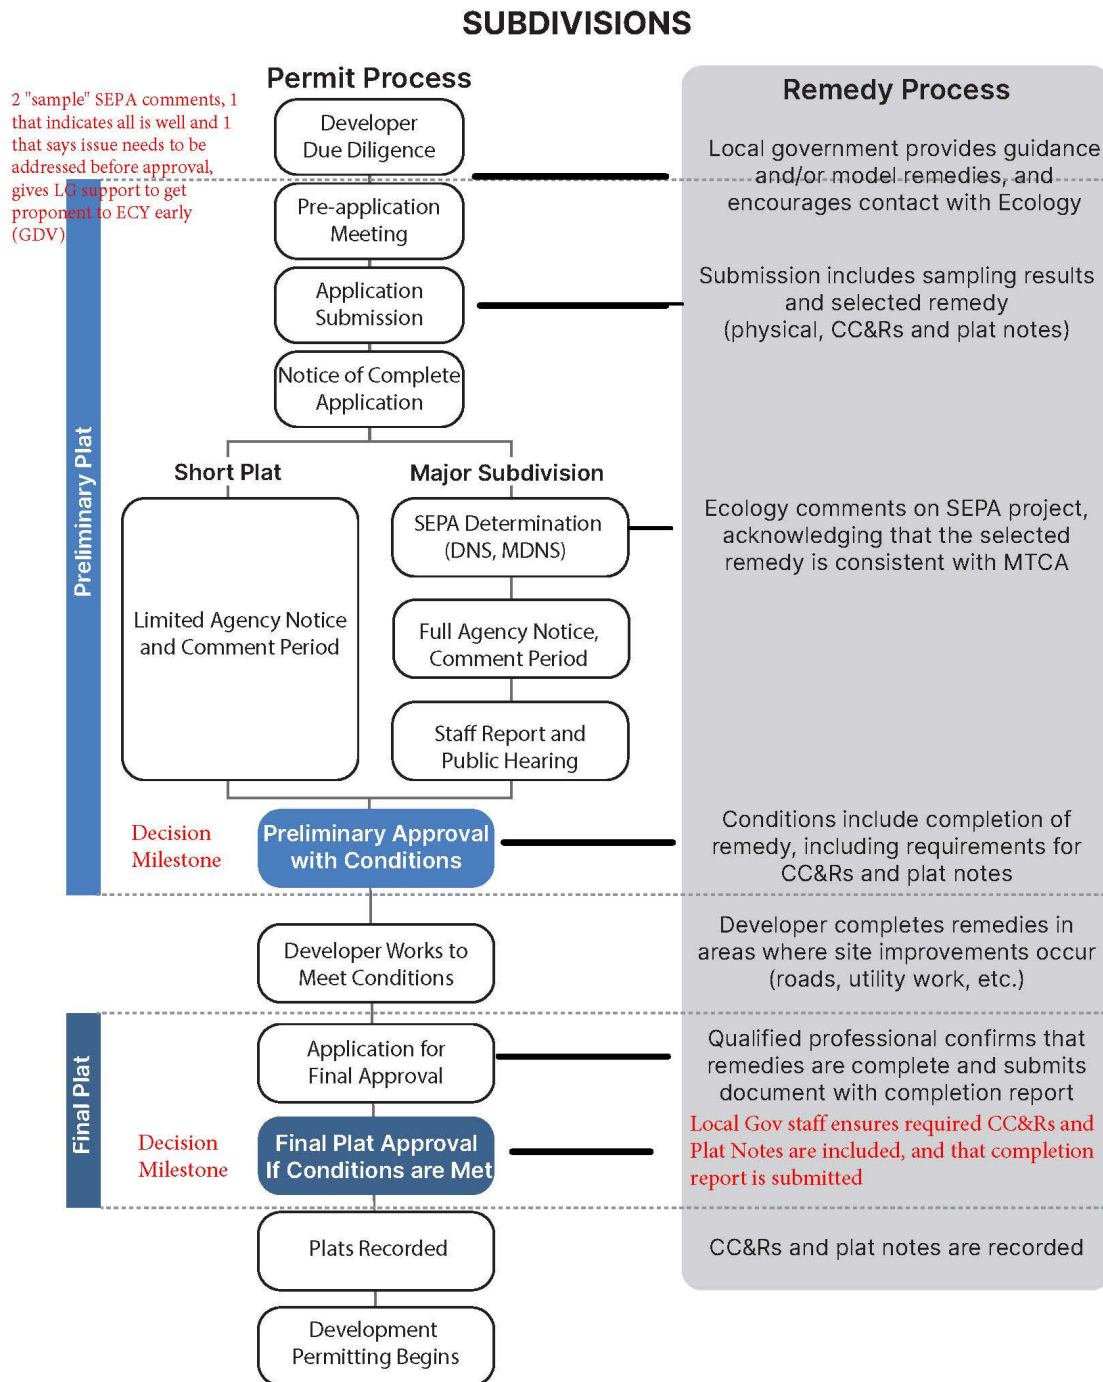 SUBDIVISIONS
Permit Process
Remedy Process
2 "sample" SEPA comments, 1
that indicates all is well and 1
that says issue needs to be
addressed before approval,
gives LG support to get
proponent to ECY early
(GDV)
Developer
Due Diligence
Local government provides guidance
and/or model remedies, and
encourages contact with Ecology
Pre-application
Meeting
Application
Submission
Submission includes sampling results
and selected remedy
(physical, CC&Rs and plat notes)
Notice of Complete
Application
Preliminary Plat
Short Plat
Major Subdivision
Limited Agency Notice
and Comment Period
SEPA Determination
(DNS, MDNS)
Ecology comments on SEPA project,
acknowledging that the selected
remedy is consistent with MTCA
Full Agency Notice,
Comment Period
Staff Report and
Public Hearing
Decision
Milestone
Preliminary Approval
with Conditions
Conditions include completion of
remedy, including requirements for
CC&Rs and plat notes
Developer Works to
Meet Conditions
Developer completes remedies in
areas where site improvements occur
(roads, utility work, etc.)
Final Plat
Application for
Final Approval
Qualified professional confirms that
remedies are complete and submits
document with completion report
Decision
Milestone
Final Plat Approval
If Conditions are Met
Local Gov staff ensures required CC&Rs and
Plat Notes are included, and that completion
report is submitted
Plats Recorded
CC&Rs and plat notes are recorded
Development
Permitting Begins